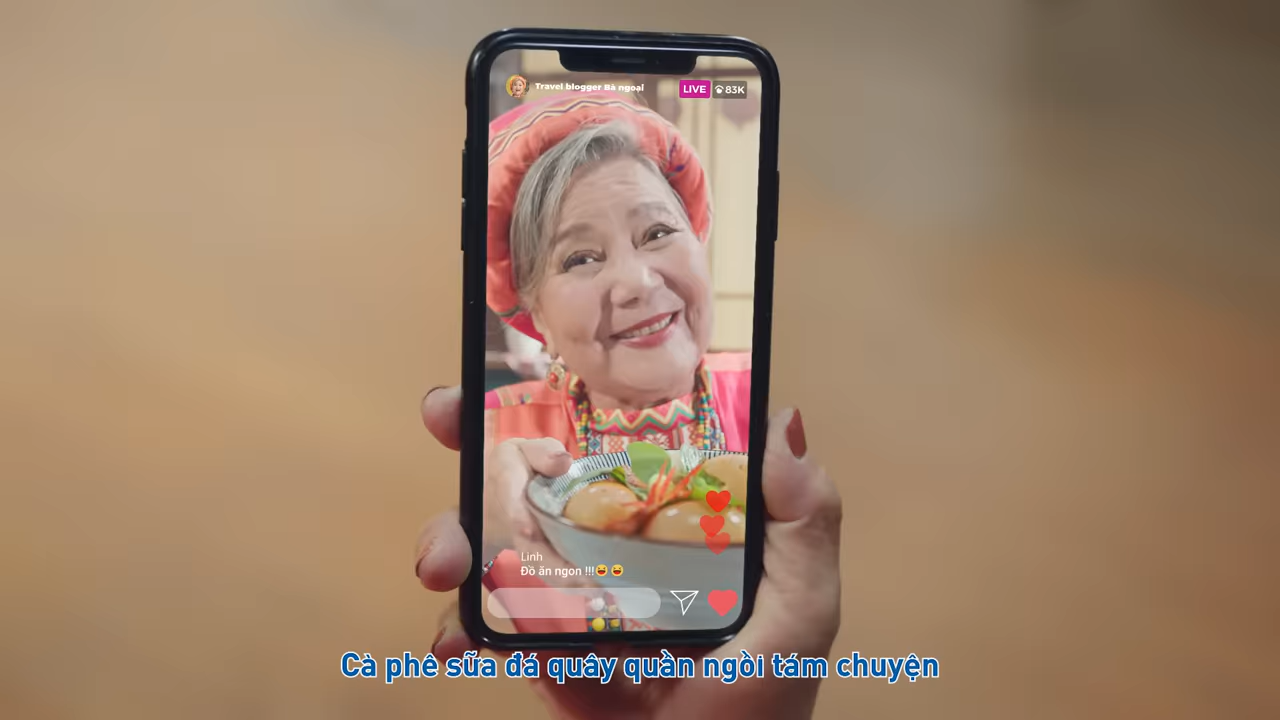 Travel blogger Bà ngoại
LIVE 83K
Linh
Đồ ăn ngon !!!😆 😆
Cà phê sữa đá quây quần ngồi tám chuyện